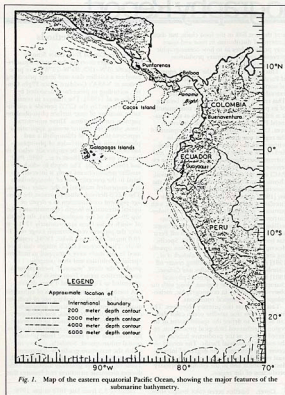 Tehuantepec
Puntarenas
Balboa
Panama
Bight
10°N
Cocos Island
COLOMBIA
Buenaventura
Galapagos Islands
0°
ECUADOR
Guayaquil
PERU
10°S
LEGEND
Approximate location of
International boundary
200 meter depth contour
2000 meter depth contour
4000 meter depth contour
6000 meter depth contour
Arica
20°
90°W
80°
70°
Fig. 1. Map of the eastern equatorial Pacific Ocean, showing the major features of the
submarine bathymetry.